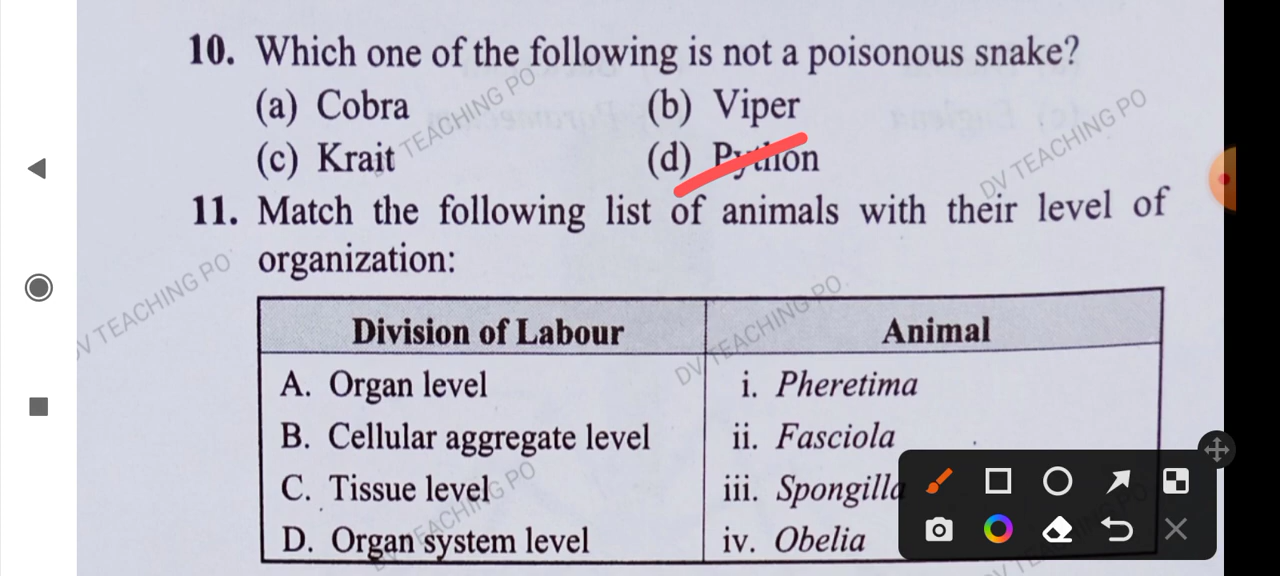 10. Which one of the following is not a poisonous snake?
(a) Cobra (b) Viper
(c) Krait (d) Python
11. Match the following list of animals with their level of
organization:
Division of Labour Animal
A. Organ level i. Pheretima
B. Cellular aggregate level ii. Fasciola
C. Tissue level iii. Spongilla
D. Organ system level iv. Obelia
DV TEACHING PO
TEACHING PO
DV TEACHING PO
DV TEACHING PO
DV TEACHING PO